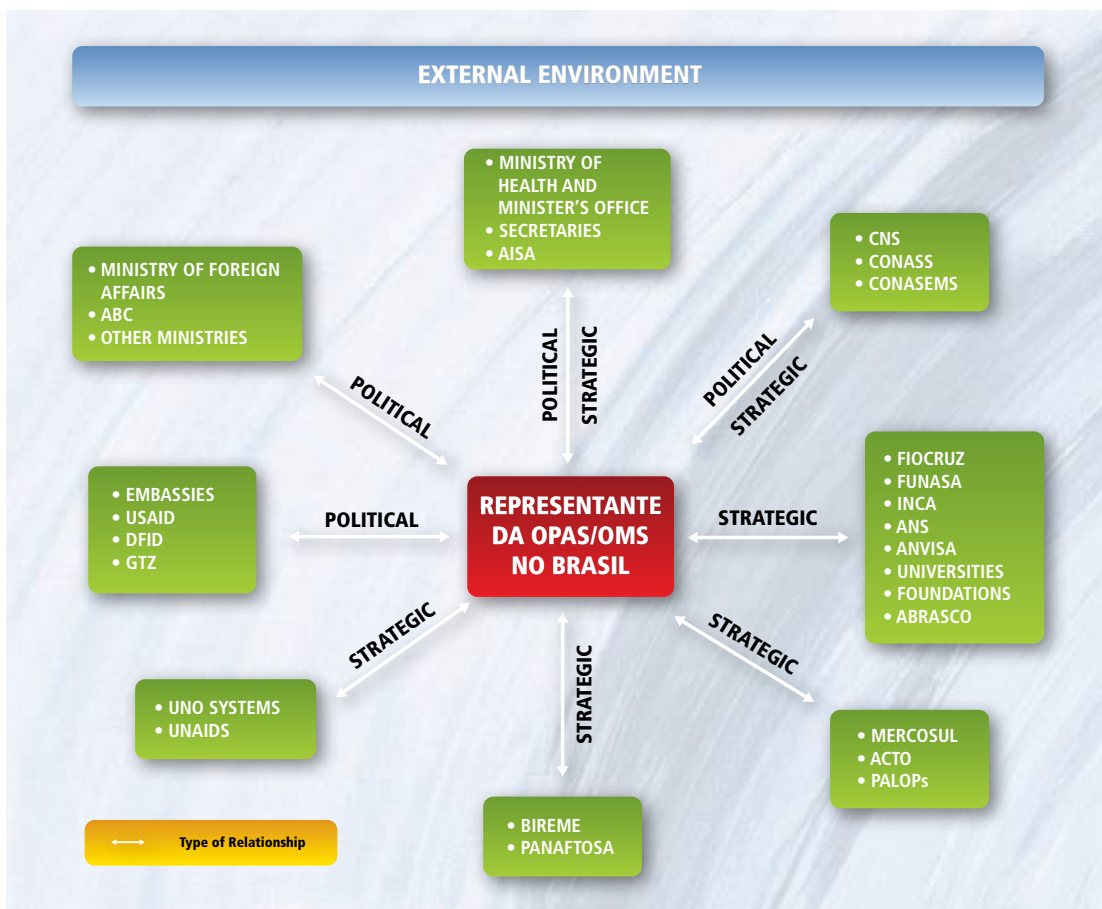 EXTERNAL ENVIRONMENT
• MINISTRY OF
HEALTH AND
MINISTER'S OFFICE
• SECRETARIES
• AISA
• CNS
• CONASS
• CONASEMS
• MINISTRY OF FOREIGN
AFFAIRS
• ABC
• OTHER MINISTRIES
POLITICAL
POLITICAL
STRATEGIC
POLITICAL
STRATEGIC
• EMBASSIES
• USAID
• DFID
• GTZ
POLITICAL
REPRESENTANTE
DA OPAS/OMS
NO BRASIL
STRATEGIC
• FIOCRUZ
• FUNASA
• INCA
• ANS
• ANVISA
• UNIVERSITIES
• FOUNDATIONS
• ABRASCO
STRATEGIC
STRATEGIC
STRATEGIC
• UNO SYSTEMS
• UNAIDS
• MERCOSUL
• ACTO
• PALOPs
• BIREME
• PANAFTOSA
Type of Relationship